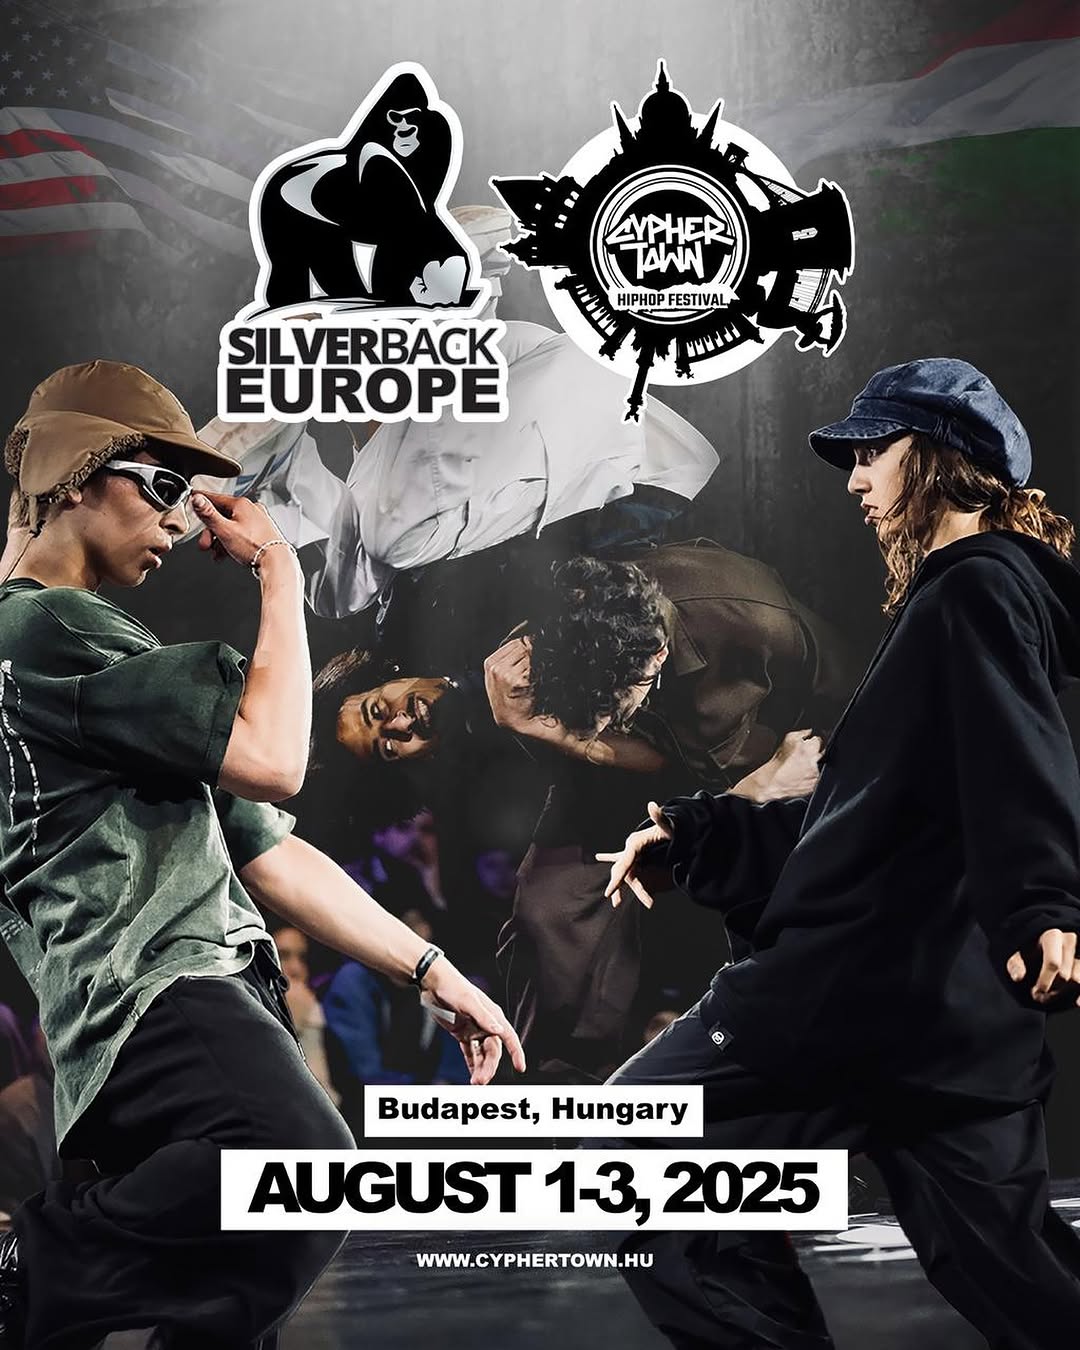 SILVERBACK
EUROPE
CYPHER
TOWN
HIPHOP FESTIVAL
Budapest, Hungary
AUGUST 1-3, 2025
WWW.CYPHERTOWN.HU